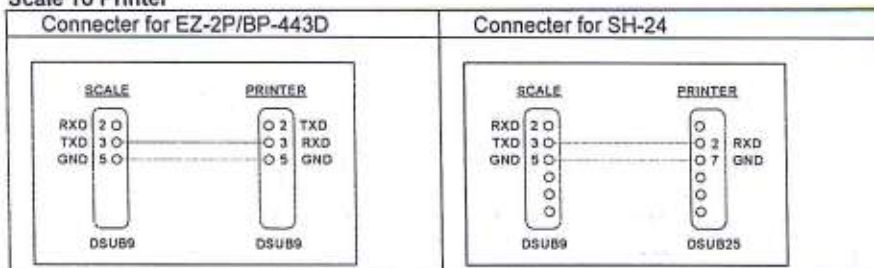 Scale To Printer
Connecter for EZ-2P/BP-443D
Connecter for SH-24
SCALE PRINTER
RXD 2 2 TXD
TXD 3 3 RXD
GND 5 5 GND
DSUB9 DSUB9
SCALE PRINTER
RXD 2
TXD 3 2 RXD
GND 5 7 GND
DSUB9 DSUB25